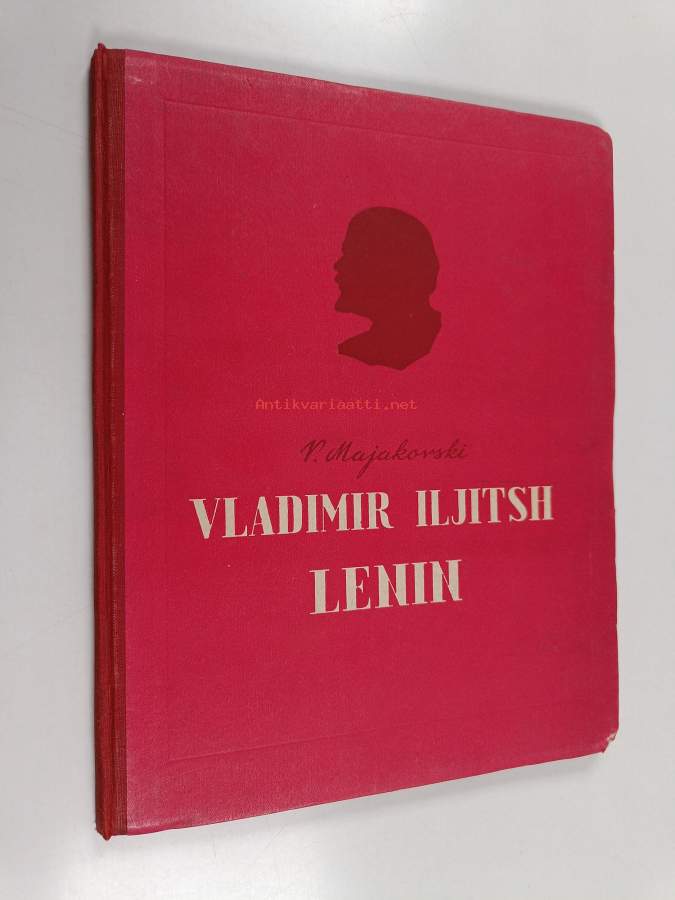 Antikvariaatti.net
V. Majakovski
VLADIMIR ILJITSH
LENIN